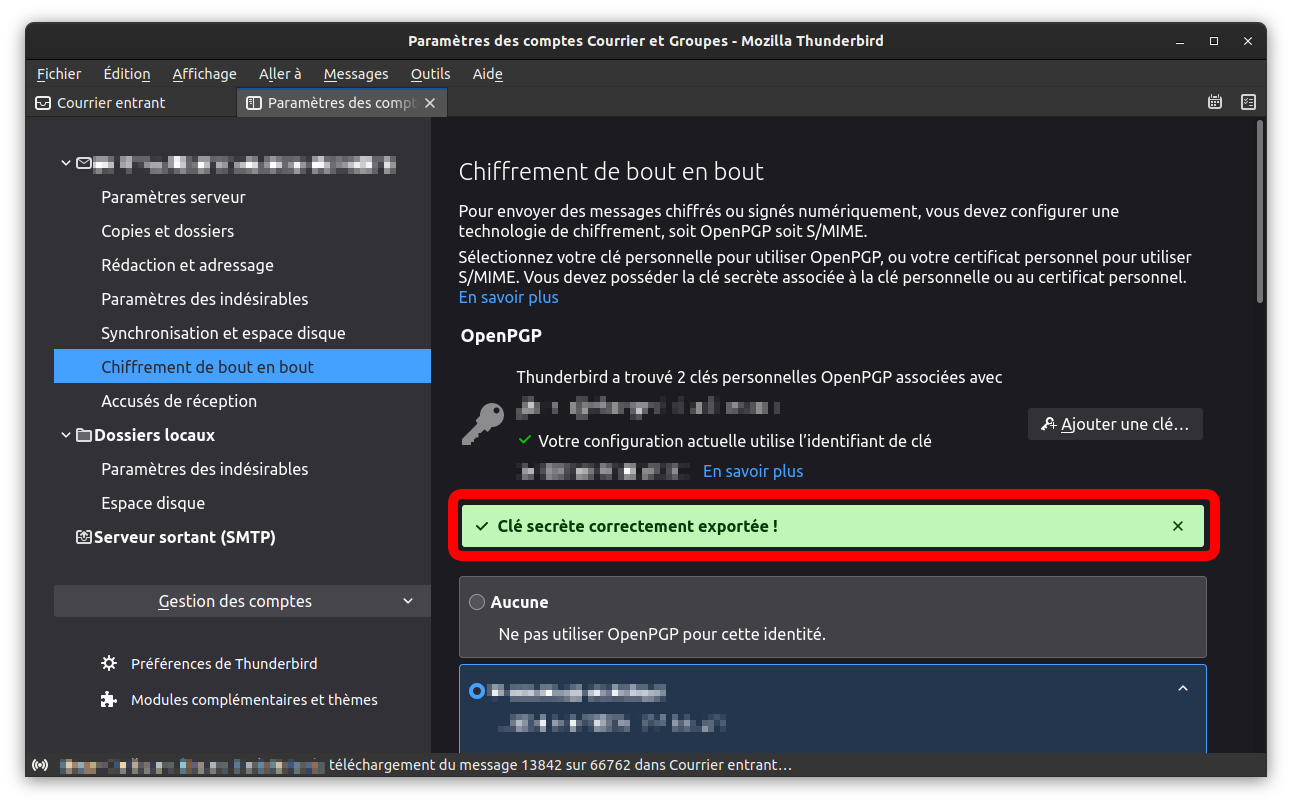 Paramètres des comptes Courrier et Groupes - Mozilla Thunderbird
Fichier Édition Affichage Aller à Messages Outils Aide
Courrier entrant
Paramètres des compt
Paramètres serveur
Copies et dossiers
Rédaction et adressage
Paramètres des indésirables
Synchronisation et espace disque
Chiffrement de bout en bout
Accusés de réception
Dossiers locaux
Paramètres des indésirables
Espace disque
Serveur sortant (SMTP)
Gestion des comptes
Préférences de Thunderbird
Modules complémentaires et thèmes
Chiffrement de bout en bout
Pour envoyer des messages chiffrés ou signés numériquement, vous devez configurer une
technologie de chiffrement, soit OpenPGP soit S/MIME.
Sélectionnez votre clé personnelle pour utiliser OpenPGP, ou votre certificat personnel pour utiliser
S/MIME. Vous devez posséder la clé secrète associée à la clé personnelle ou au certificat personnel.
En savoir plus
OpenPGP
Thunderbird a trouvé 2 clés personnelles OpenPGP associées avec
Votre configuration actuelle utilise l’identifiant de clé
En savoir plus
Ajouter une clé…
Clé secrète correctement exportée !
Aucune
Ne pas utiliser OpenPGP pour cette identité.
téléchargement du message 13842 sur 66762 dans Courrier entrant…